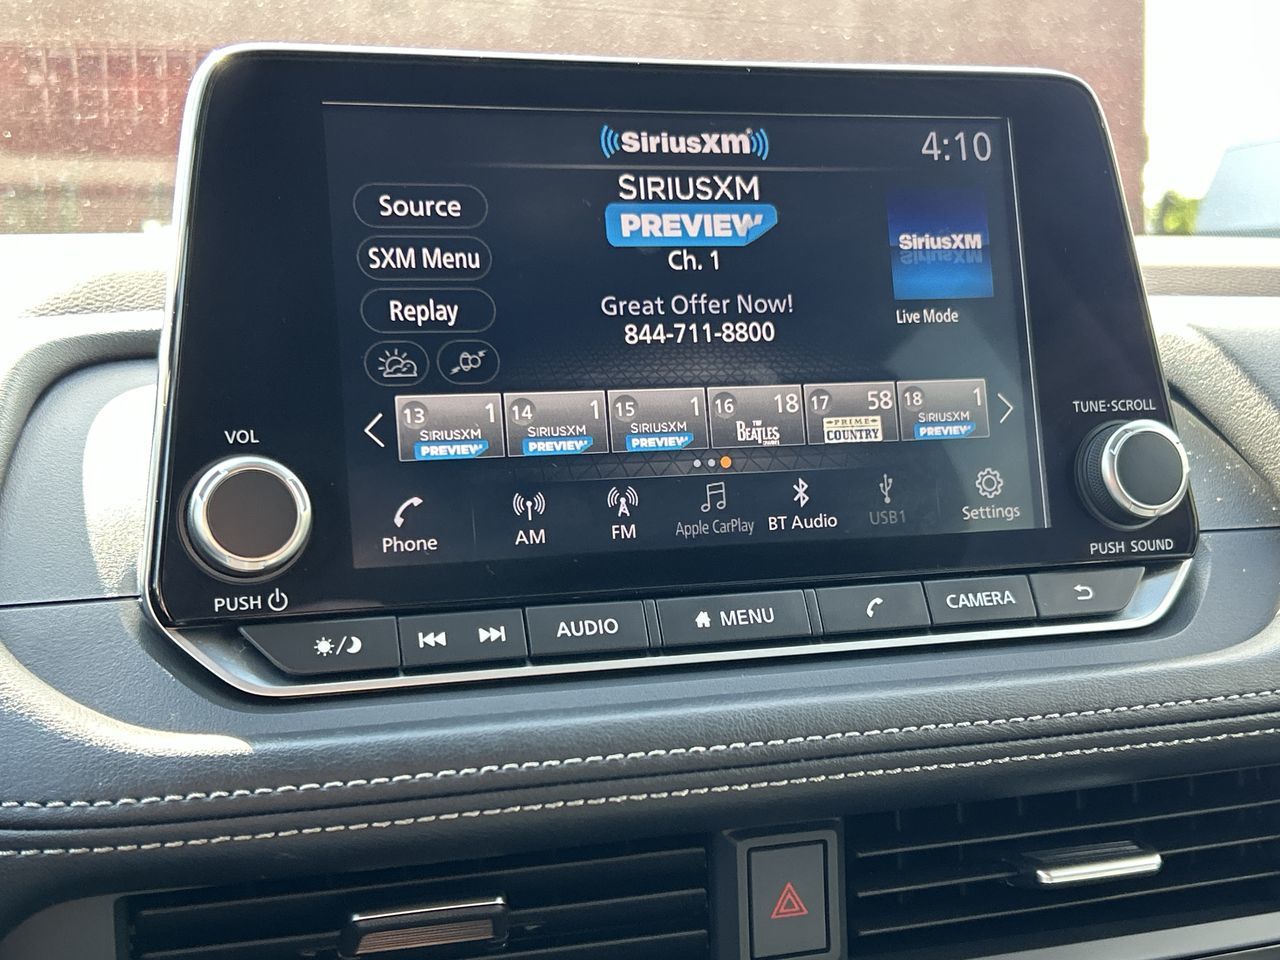 SiriusXM
4:10
Source
SXM Menu
Replay
SIRIUSXM
PREVIEW
Ch. 1
Great Offer Now!
844-711-8800
SiriusXM
Live Mode
13 1
SIRIUSXM
PREVIEW
14 1
SIRIUSXM
PREVIEW
15 1
SIRIUSXM
PREVIEW
16 18
THE
BEATLES
CHANNEL
17 58
PRIME
COUNTRY
18 1
SIRIUSXM
PREVIEW
Phone
AM
FM
Apple CarPlay
BT Audio
USB1
Settings
VOL
PUSH
TUNE·SCROLL
PUSH SOUND
AUDIO
MENU
CAMERA